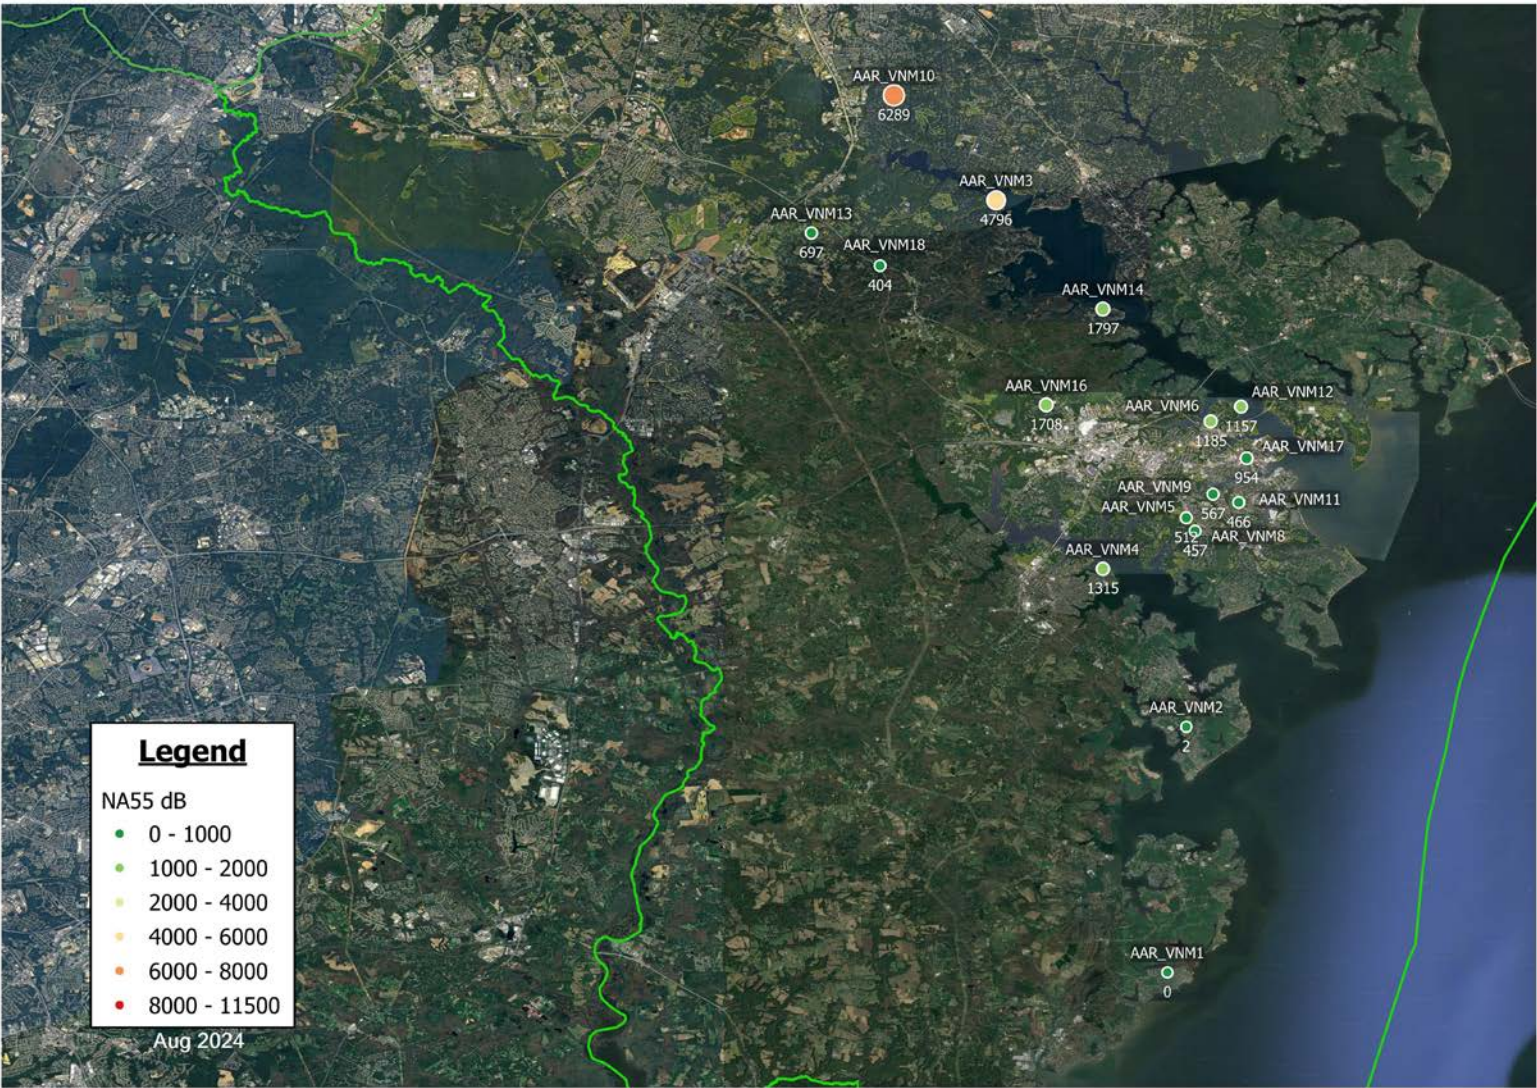 AAR_VNM10
6289
AAR_VNM3
4796
AAR_VNM13
697
AAR_VNM18
404
AAR_VNM14
1797
AAR_VNM16
1708
AAR_VNM6
1185
AAR_VNM12
1157
AAR_VNM17
954
AAR_VNM9
567
AAR_VNM11
466
AAR_VNM5
512
AAR_VNM8
457
AAR_VNM4
1315
AAR_VNM2
2
AAR_VNM1
0
Legend
NA55 dB
0 - 1000
1000 - 2000
2000 - 4000
4000 - 6000
6000 - 8000
8000 - 11500
Aug 2024